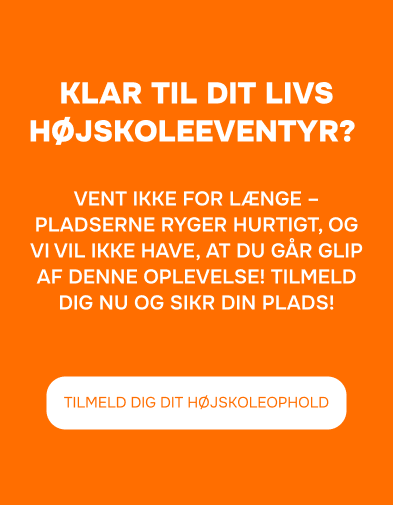 KLAR TIL DIT LIVS
HØJSKOLEEVENTYR?
VENT IKKE FOR LÆNGE –
PLADSERNE RYGER HURTIGT, OG
VI VIL IKKE HAVE, AT DU GÅR GLIP
AF DENNE OPLEVELSE! TILMELD
DIG NU OG SIKR DIN PLADS!
TILMELD DIG DIT HØJSKOLEOPHOLD